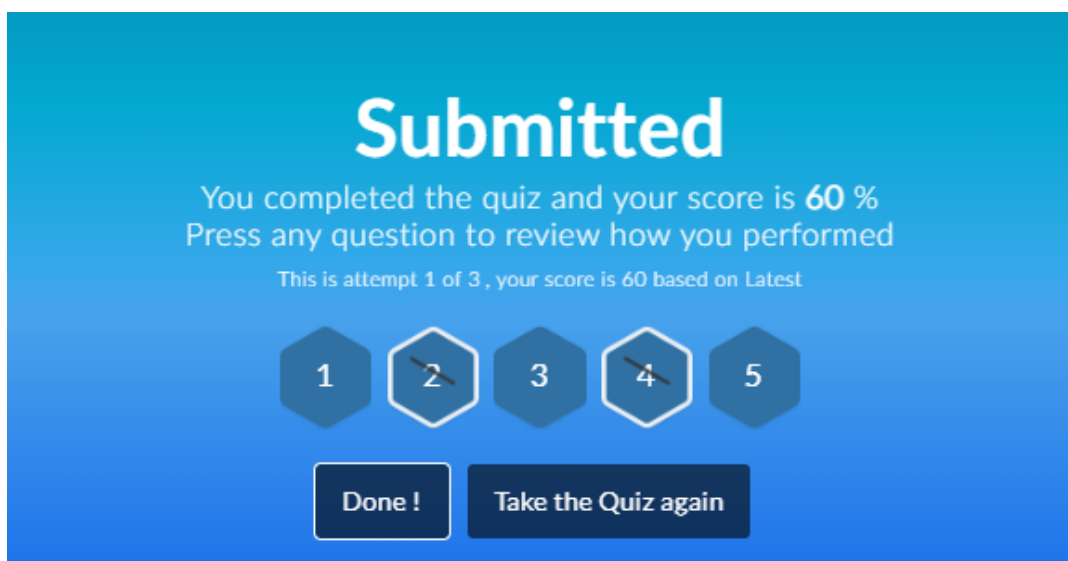 Submitted
You completed the quiz and your score is 60 %
Press any question to review how you performed
This is attempt 1 of 3 , your score is 60 based on Latest
1 2 3 4 5
Done ! Take the Quiz again